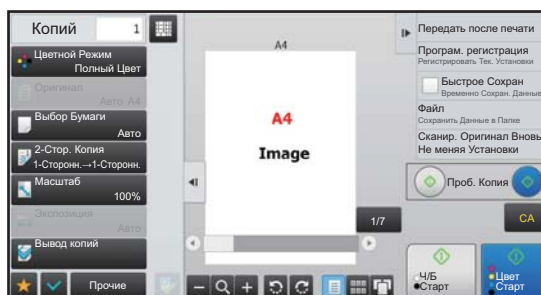 Копий 1
Цветной Режим
Полный Цвет
Оригинал
Авто A4
Выбор Бумаги
Авто
2-Стор. Копия
1-Сторонн.→1-Сторонн.
Масштаб
100%
Экспозиция
Авто
Вывод копий
Прочие
A4
A4
Image
1/7
Передать после печати
Програм. регистрация
Регистрировать Тек. Установки
Быстрое Сохран
Временно Сохран. Данные
Файл
Сохранить Данные в Папке
Сканир. Оригинал Вновь
Не меняя Установки
Проб. Копия
CA
Ч/Б
Старт
Цвет
Старт